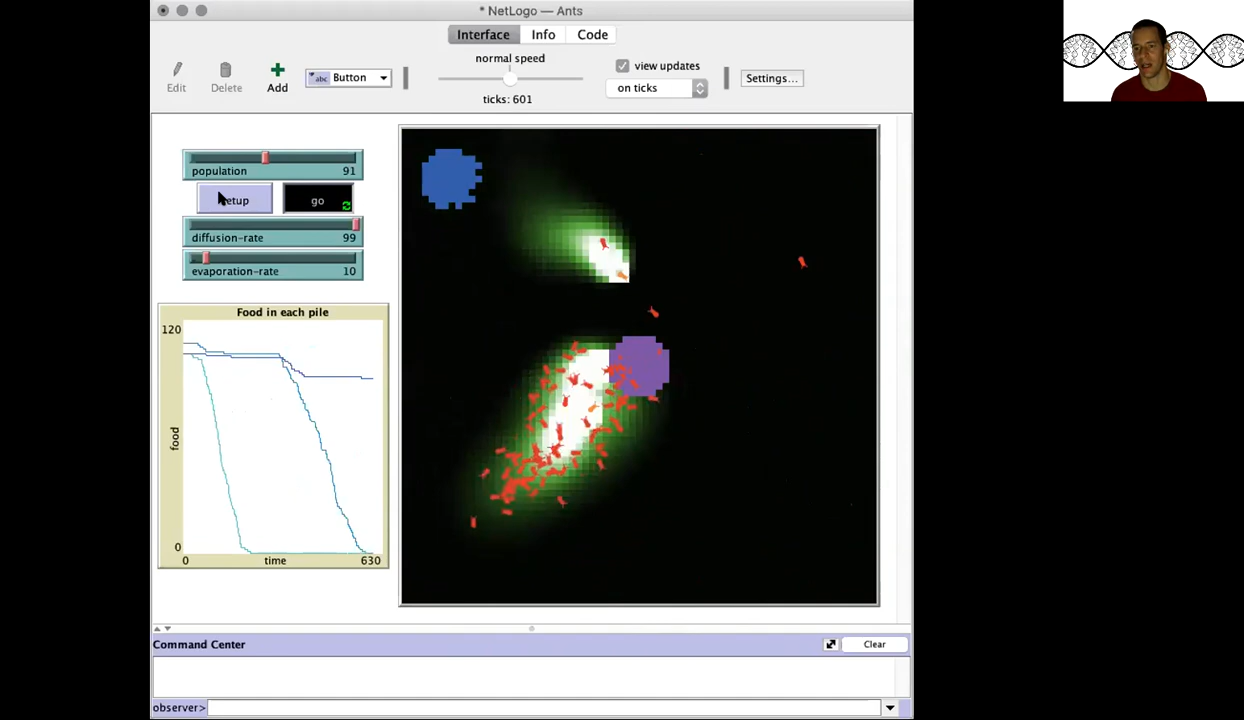 * NetLogo — Ants
Interface Info Code
Edit Delete Add abc Button
normal speed
ticks: 601
view updates
on ticks
Settings...
population 91
etup go
diffusion-rate 99
evaporation-rate 10
Food in each pile
120
food
0
0 time 630
Command Center Clear
observer>